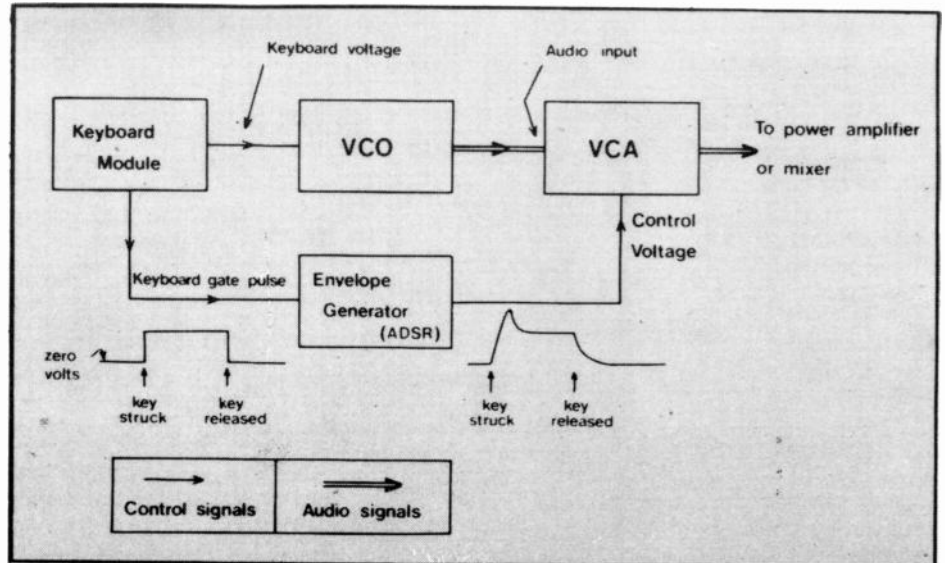 Keyboard voltage
Audio input
Keyboard
Module
VCO
VCA
To power amplifier
or mixer
Control
Voltage
Keyboard gate pulse
Envelope
Generator
(ADSR)
zero
volts
key
struck
key
released
key
struck
key
released
Control signals
Audio signals